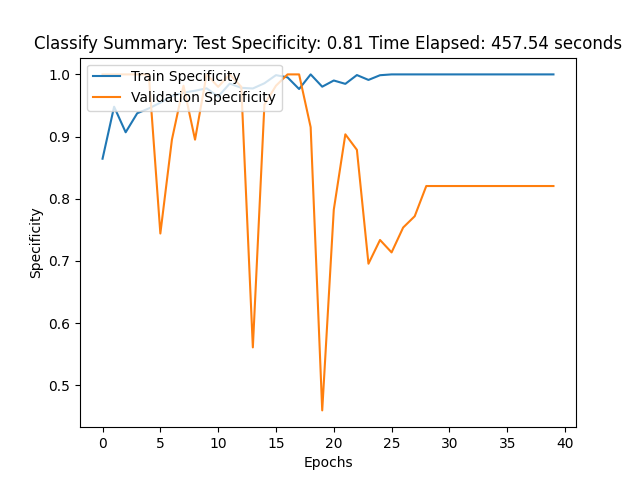 Classify Summary: Test Specificity: 0.81 Time Elapsed: 457.54 seconds
Train Specificity
Validation Specificity
Specificity
1.0
0.9
0.8
0.7
0.6
0.5
0 5 10 15 20 25 30 35 40
Epochs